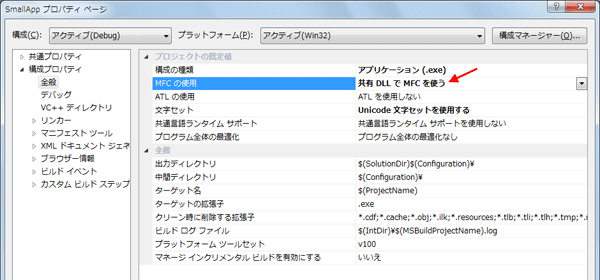 SmallApp プロパティ ページ
構成(C): アクティブ(Debug) プラットフォーム(P): アクティブ(Win32) 構成マネージャー(O)...
共通プロパティ
構成プロパティ
全般
デバッグ
VC++ ディレクトリ
リンカー
マニフェスト ツール
XML ドキュメント ジェネ
ブラウザー情報
ビルド イベント
カスタム ビルド ステップ
プロジェクトの既定値
構成の種類 アプリケーション (.exe)
MFC の使用 共有 DLL で MFC を使う
ATL の使用 ATL を使用しない
文字セット Unicode 文字セットを使用する
共通言語ランタイム サポート 共通言語ランタイム サポートを使用しない
プログラム全体の最適化 プログラム全体の最適化なし
全般
出力ディレクトリ $(SolutionDir)$(Configuration)¥
中間ディレクトリ $(Configuration)¥
ターゲット名 $(ProjectName)
ターゲットの拡張子 .exe
クリーン時に削除する拡張子 *.cdf;*.cache;*.obj;*.ilk;*.resources;*.tlb;*.tli;*.tlh;*.tmp;*.
ビルド ログ ファイル $(IntDir)¥$(MSBuildProjectName).log
プラットフォーム ツールセット v100
マネージ インクリメンタル ビルドを有効にする いいえ